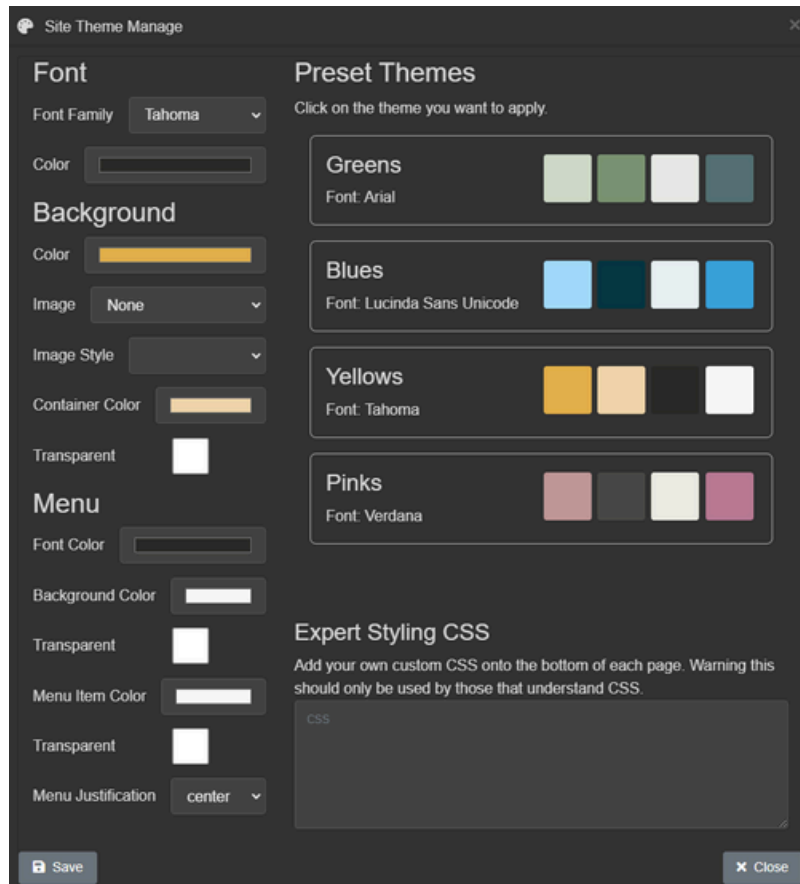 Site Theme Manage
Font
Font Family Tahoma
Color
Background
Color
Image None
Image Style
Container Color
Transparent
Menu
Font Color
Background Color
Transparent
Menu Item Color
Transparent
Menu Justification center
Preset Themes
Click on the theme you want to apply.
Greens
Font: Arial
Blues
Font: Lucinda Sans Unicode
Yellows
Font: Tahoma
Pinks
Font: Verdana
Expert Styling CSS
Add your own custom CSS onto the bottom of each page. Warning this
should only be used by those that understand CSS.
css
Save
× Close